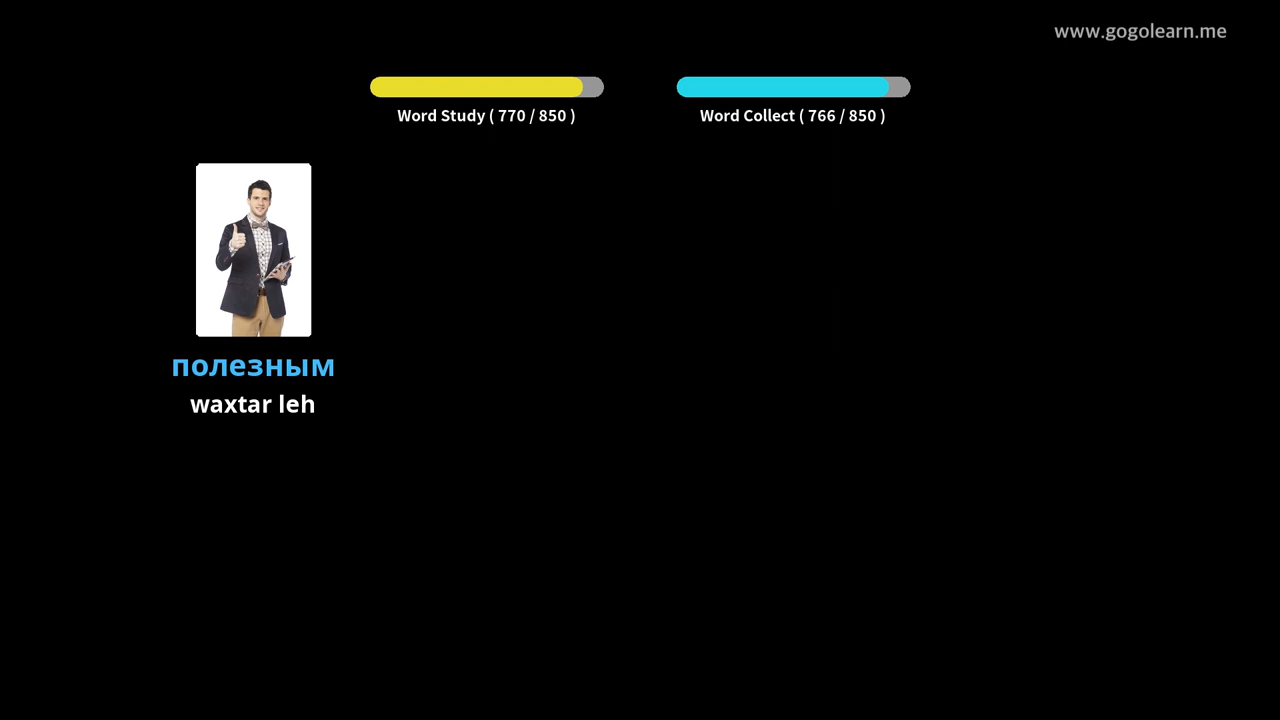 www.gogolearn.me
Word Study ( 770 / 850 )
Word Collect ( 766 / 850 )
полезным
waxtar leh